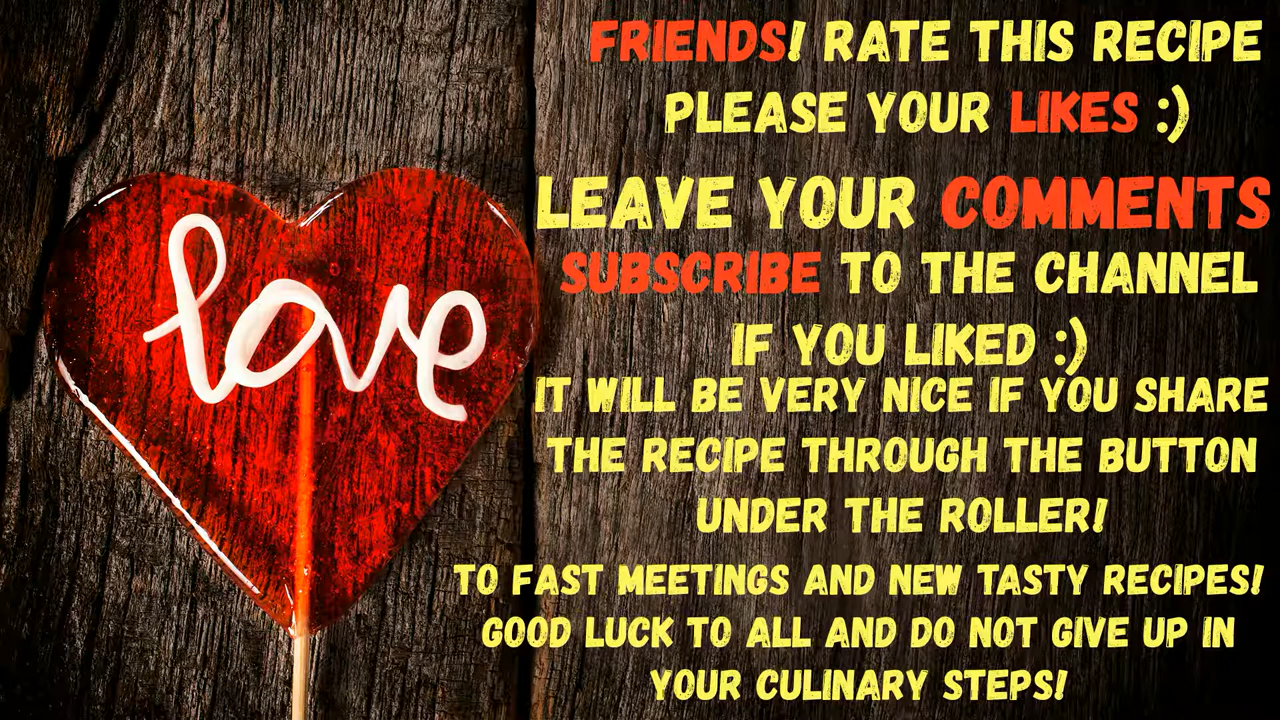 love
FRIENDS! RATE THIS RECIPE
PLEASE YOUR LIKES :)
LEAVE YOUR COMMENTS
SUBSCRIBE TO THE CHANNEL
IF YOU LIKED :)
IT WILL BE VERY NICE IF YOU SHARE
THE RECIPE THROUGH THE BUTTON
UNDER THE ROLLER!
TO FAST MEETINGS AND NEW TASTY RECIPES!
GOOD LUCK TO ALL AND DO NOT GIVE UP IN
YOUR CULINARY STEPS!